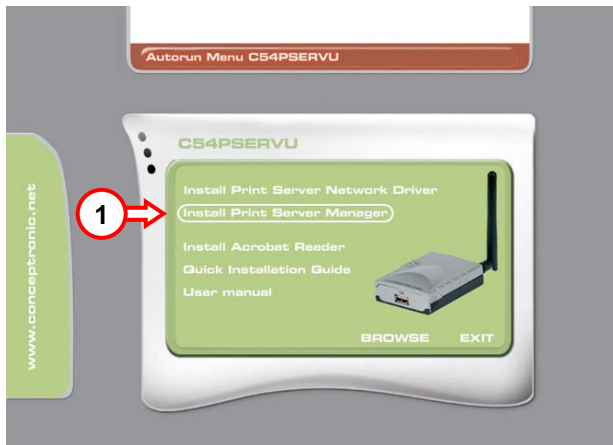 Autorun Menu C54PSERVU
www.conceptronic.net
C54PSERVU
Install Print Server Network Driver
1
Install Print Server Manager
Install Acrobat Reader
Quick Installation Guide
User manual
BROWSE EXIT